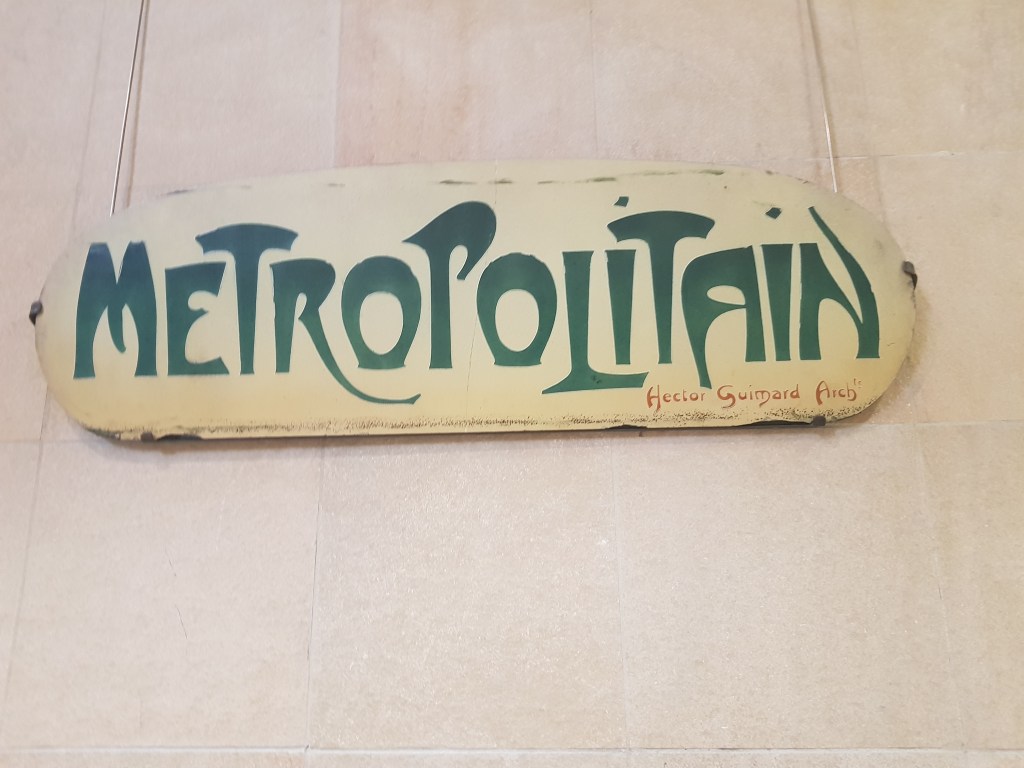 METROPOLITAIN
Hector Guimard Archte